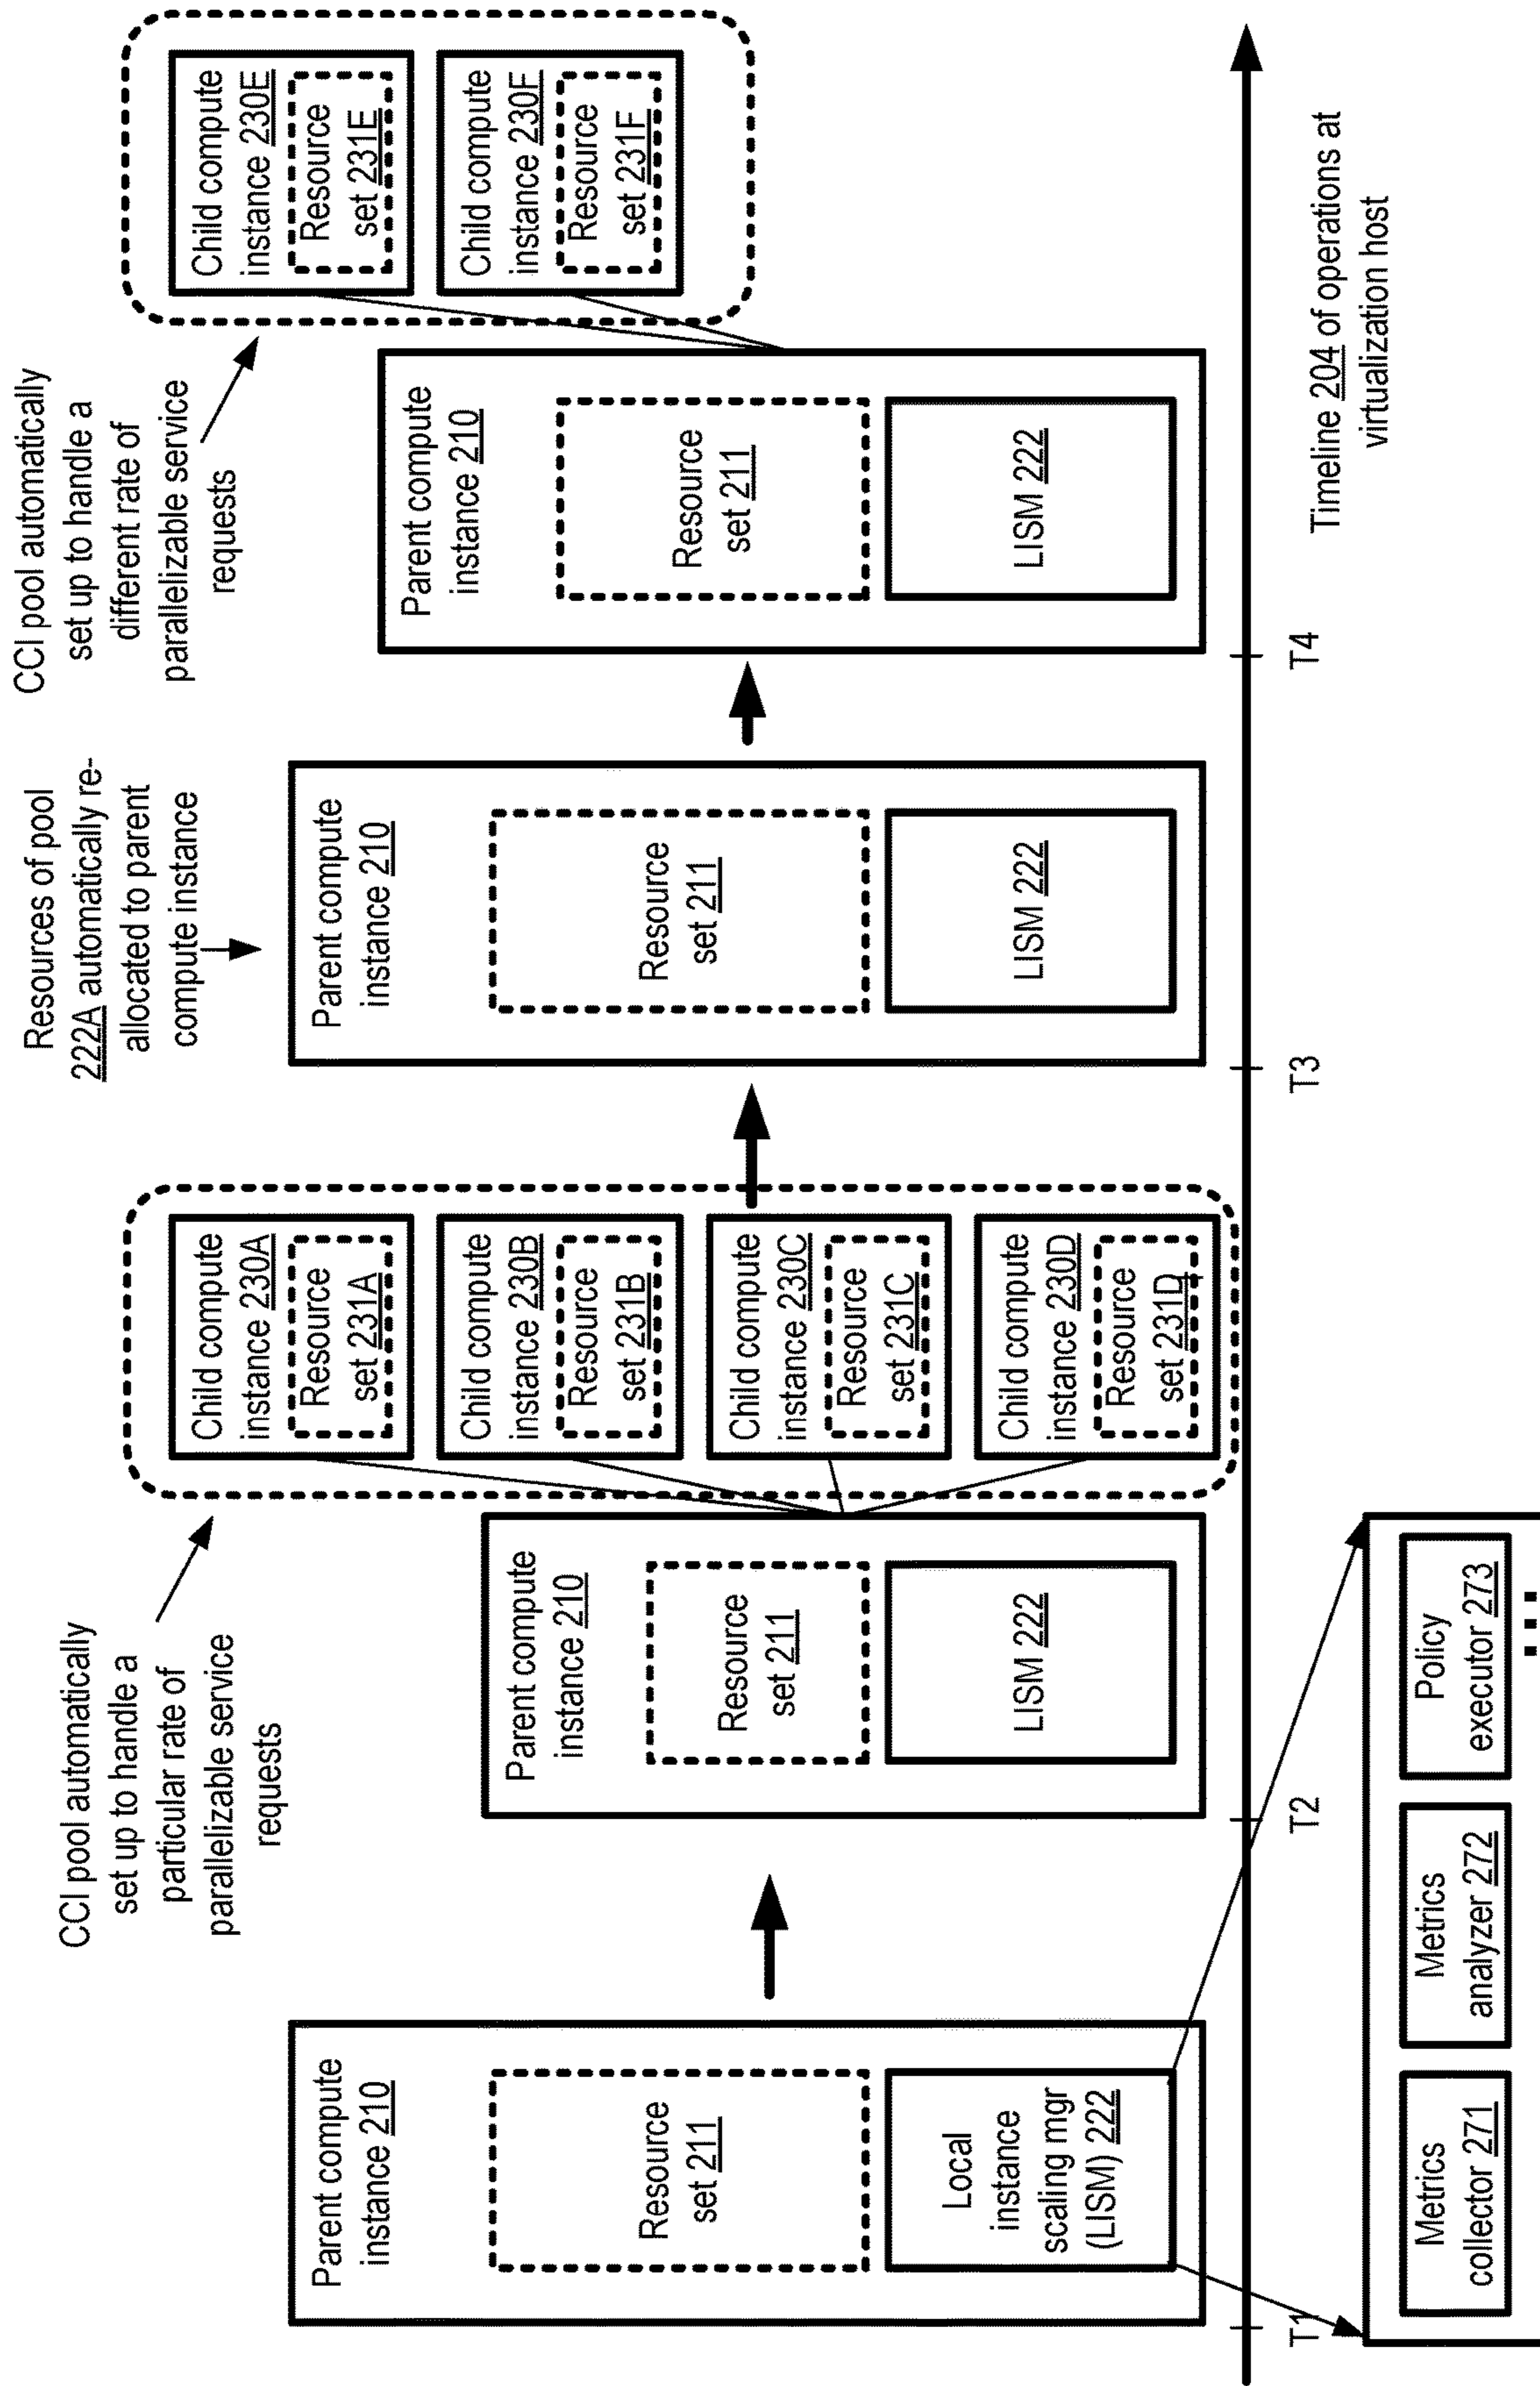 CCI pool automatically
set up to handle a
particular rate of
parallelizable service
requests
Resources of pool
222A automatically re-
allocated to parent
compute instance
CCI pool automatically
set up to handle a
different rate of
parallelizable service
requests
Parent compute
instance 210
Resource
set 211
Local
instance
scaling mgr
(LISM) 222
Parent compute
instance 210
Resource
set 211
LISM 222
Child compute
instance 230A
Resource
set 231A
Child compute
instance 230B
Resource
set 231B
Child compute
instance 230C
Resource
set 231C
Child compute
instance 230D
Resource
set 231D
Parent compute
instance 210
Resource
set 211
LISM 222
Parent compute
instance 210
Resource
set 211
LISM 222
Child compute
instance 230E
Resource
set 231E
Child compute
instance 230F
Resource
set 231F
T1
T2
T3
T4
Timeline 204 of operations at
virtualization host
Metrics
collector 271
Metrics
analyzer 272
Policy
executor 273
...